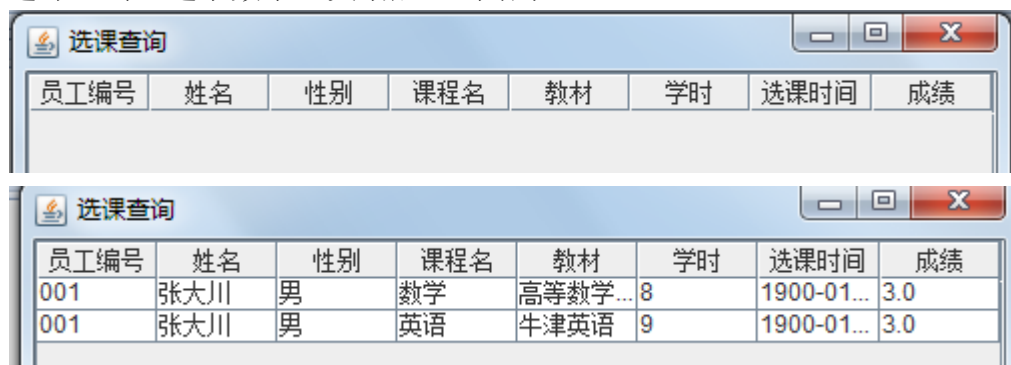 选课查询
员工编号 姓名 性别 课程名 教材 学时 选课时间 成绩
选课查询
员工编号 姓名 性别 课程名 教材 学时 选课时间 成绩
001 张大川 男 数学 高等数学... 8 1900-01... 3.0
001 张大川 男 英语 牛津英语 9 1900-01... 3.0